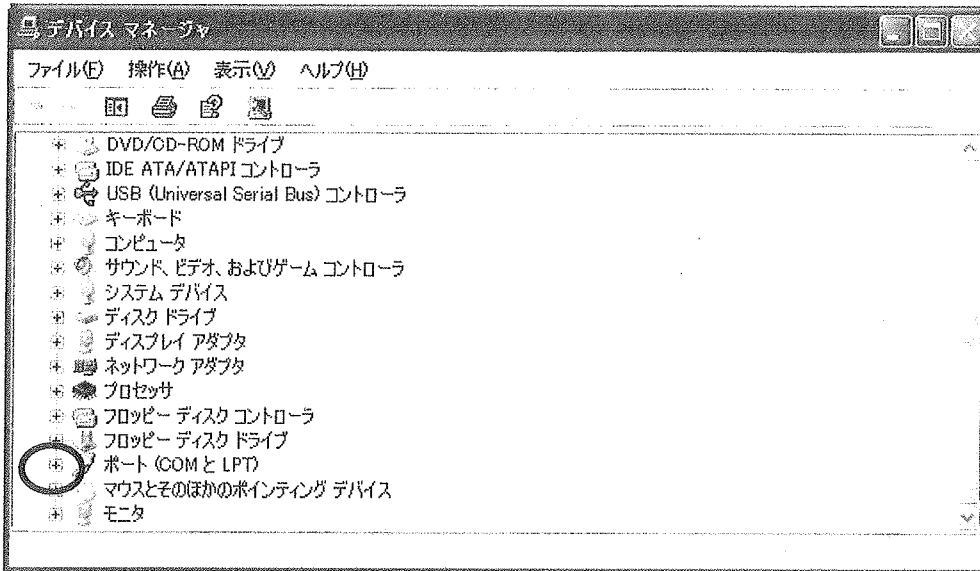 デバイス マネージャ
ファイル(F) 操作(A) 表示(V) ヘルプ(H)
DVD/CD-ROM ドライブ
IDE ATA/ATAPI コントローラ
USB (Universal Serial Bus) コントローラ
キーボード
コンピュータ
サウンド、ビデオ、およびゲーム コントローラ
システム デバイス
ディスク ドライブ
ディスプレイ アダプタ
ネットワーク アダプタ
プロセッサ
フロッピー ディスク コントローラ
フロッピー ディスク ドライブ
ポート (COM と LPT)
マウスとそのほかのポインティング デバイス
モニタ